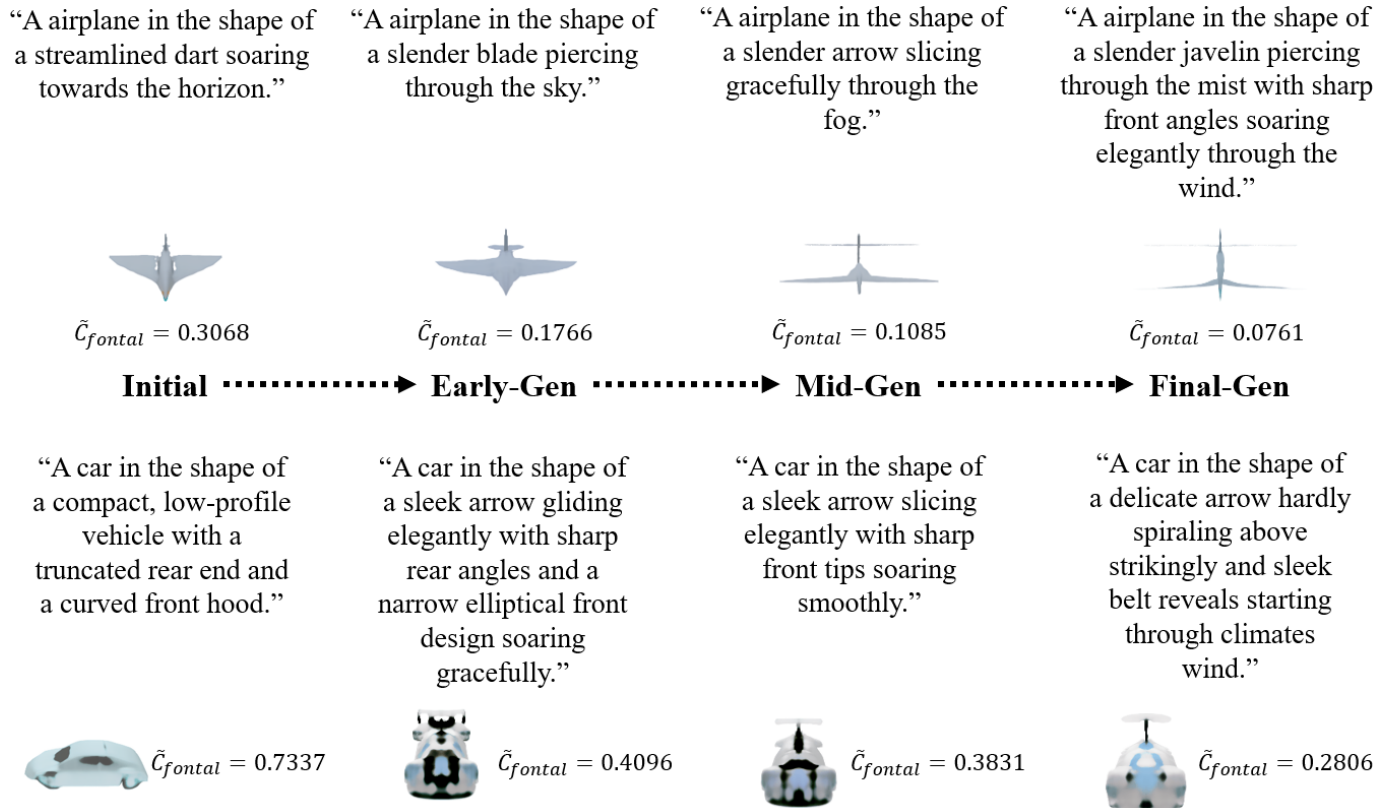 “A airplane in the shape of
a streamlined dart soaring
towards the horizon.”
“A airplane in the shape of
a slender blade piercing
through the sky.”
“A airplane in the shape of
a slender arrow slicing
gracefully through the
fog.”
“A airplane in the shape of
a slender javelin piercing
through the mist with sharp
front angles soaring
elegantly through the
wind.”
C̃fontal = 0.3068
C̃fontal = 0.1766
C̃fontal = 0.1085
C̃fontal = 0.0761
Initial
Early-Gen
Mid-Gen
Final-Gen
“A car in the shape of
a compact, low-profile
vehicle with a
truncated rear end and
a curved front hood.”
“A car in the shape of
a sleek arrow gliding
elegantly with sharp
rear angles and a
narrow elliptical front
design soaring
gracefully.”
“A car in the shape of
a sleek arrow slicing
elegantly with sharp
front tips soaring
smoothly.”
“A car in the shape of
a delicate arrow hardly
spiraling above
strikingly and sleek
belt reveals starting
through climates
wind.”
C̃fontal = 0.7337
C̃fontal = 0.4096
C̃fontal = 0.3831
C̃fontal = 0.2806